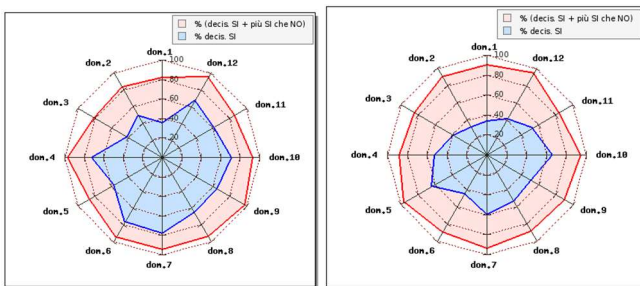 % (decis. SI + più SI che NO)
% decis. SI
dom.1
dom.2
dom.12
dom.3
dom.11
dom.4
dom.10
dom.5
dom.9
dom.6
dom.8
dom.7
100
80
60
40
20
% (decis. SI + più SI che NO)
% decis. SI
dom.1
dom.2
dom.12
dom.3
dom.11
dom.4
dom.10
dom.5
dom.9
dom.6
dom.8
dom.7
100
80
60
40
20